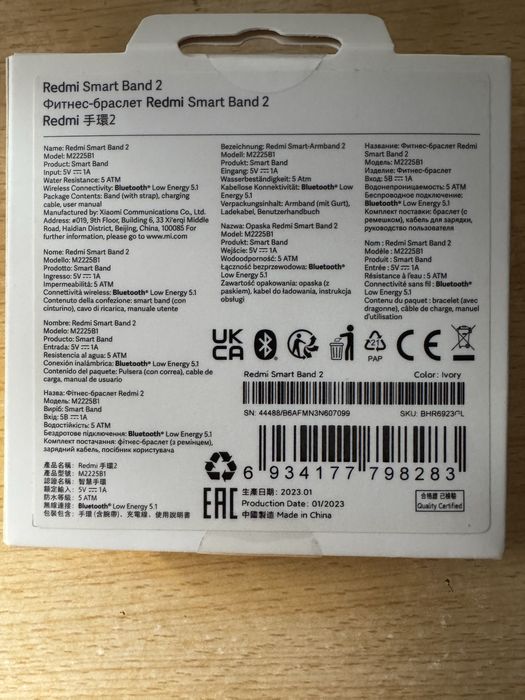 Redmi Smart Band 2
Фитнес-браслет Redmi Smart Band 2
Redmi 手環2
Name: Redmi Smart Band 2
Model: M2225B1
Product: Smart Band
Input: 5V⎓1A
Water Resistance: 5 ATM
Wireless Connectivity: Bluetooth® Low Energy 5.1
Package Contents: Band (with strap), charging
cable, user manual
Manufactured by: Xiaomi Communications Co., Ltd.
Address: #019, 9th Floor, Building 6, 33 Xi'erqi Middle
Road, Haidian District, Beijing, China, 100085 For
further information, please go to www.mi.com
Nome: Redmi Smart Band 2
Modello: M2225B1
Prodotto: Smart Band
Ingresso: 5V⎓1A
Impermeabilità: 5 ATM
Connettività wireless: Bluetooth® Low Energy 5.1
Contenuto della confezione: smart band (con
cinturino), cavo di ricarica, manuale utente
Nombre: Redmi Smart Band 2
Modelo: M2225B1
Producto: Smart Band
Entrada: 5V⎓1A
Resistencia al agua: 5 ATM
Conexión inalámbrica: Bluetooth® Low Energy 5.1
Contenido del paquete: Pulsera (con correa), cable de
carga, manual de usuario
Назва: Фітнес-браслет Redmi 2
Модель: M2225B1
Виріб: Smart Band
Вхід: 5В⎓1A
Водостійкість: 5 ATM
Бездротове підключення: Bluetooth® Low Energy 5.1
Комплект постачання: фітнес-браслет (з ремінцем),
зарядний кабель, посібник користувача
產品名稱: Redmi 手環2
產品型號: M2225B1
認證名稱: 智慧手環
額定輸入: 5V⎓1A
防水等級: 5 ATM
無線連接: Bluetooth® Low Energy 5.1
包裝包含: 手環 (含腕帶)、充電線、使用說明書
Bezeichnung: Redmi Smart-Armband 2
Modell: M2225B1
Produkt: Smart Band
Eingang: 5V⎓1A
Wasserbeständigkeit: 5 Atm
Kabellose Konnektivität: Bluetooth® Low
Energy 5.1
Verpackungsinhalt: Armband (mit Gurt),
Ladekabel, Benutzerhandbuch
Nazwa: Opaska Redmi Smart Band 2
Model: M2225B1
Produkt: Smart Band
Wejście: 5V⎓1A
Wodoodporność: 5 ATM
Łączność bezprzewodowa: Bluetooth®
Low Energy 5.1
Zawartość opakowania: opaska (z
paskiem), kabel do ładowania, instrukcja
obsługi
Название: Фитнес-браслет Redmi
Smart Band 2
Модель: M2225B1
Изделие: Фитнес-браслет
Вход: 5В⎓1A
Водонепроницаемость: 5 ATM
Беспроводное подключение:
Bluetooth® Low Energy 5.1
Комплект поставки: браслет (с
ремешком), кабель для зарядки,
руководство пользователя
Nom : Redmi Smart Band 2
Modèle : M2225B1
Produit : Smart Band
Entrée : 5V⎓1A
Résistance à l'eau : 5 ATM
Connectivité sans fil : Bluetooth®
Low Energy 5.1
Contenu du paquet : bracelet (avec
dragonne), câble de charge, manuel
d'utilisation
UK
CA
21
PAP
CE
Redmi Smart Band 2
Color: Ivory
SN: 44488/B6AFMN3N607099
SKU: BHR6923GL
6 934177 798283
EAC
生產日期: 2023.01
Production Date: 01/2023
中國製造 Made in China
合格證 已檢驗
Quality Certified